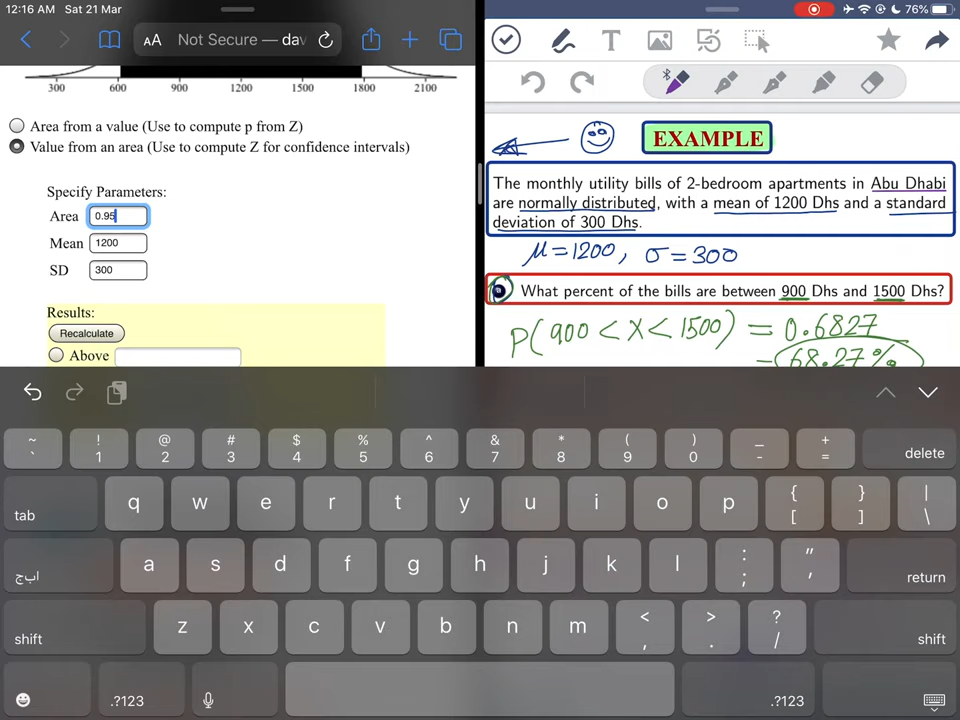 12:16 AM Sat 21 Mar
76%
AA Not Secure — dav
T
300 600 900 1200 1500 1800 2100
Area from a value (Use to compute p from Z)
Value from an area (Use to compute Z for confidence intervals)
Specify Parameters:
Area 0.95
Mean 1200
SD 300
Results:
Recalculate
Above
EXAMPLE
The monthly utility bills of 2-bedroom apartments in Abu Dhabi
are normally distributed, with a mean of 1200 Dhs and a standard
deviation of 300 Dhs.
μ=1200, σ=300
What percent of the bills are between 900 Dhs and 1500 Dhs?
P(900 < X < 1500) = 0.6827
= 68.27%
~ ! @ # $ % ^ & * ( ) _ +
` 1 2 3 4 5 6 7 8 9 0 - = delete
tab q w e r t y u i o p { [ } ] | \
أبج a s d f g h j k l : ; " ' return
shift z x c v b n m < , > . ? / shift
.?123 .?123